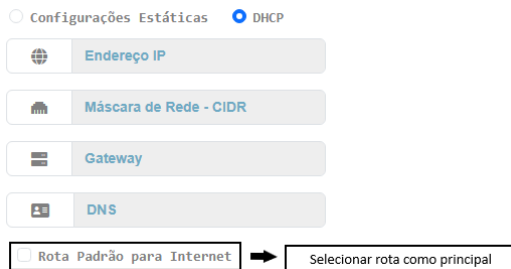 Configurações Estáticas DHCP
Endereço IP
Máscara de Rede - CIDR
Gateway
DNS
Rota Padrão para Internet Selecionar rota como principal